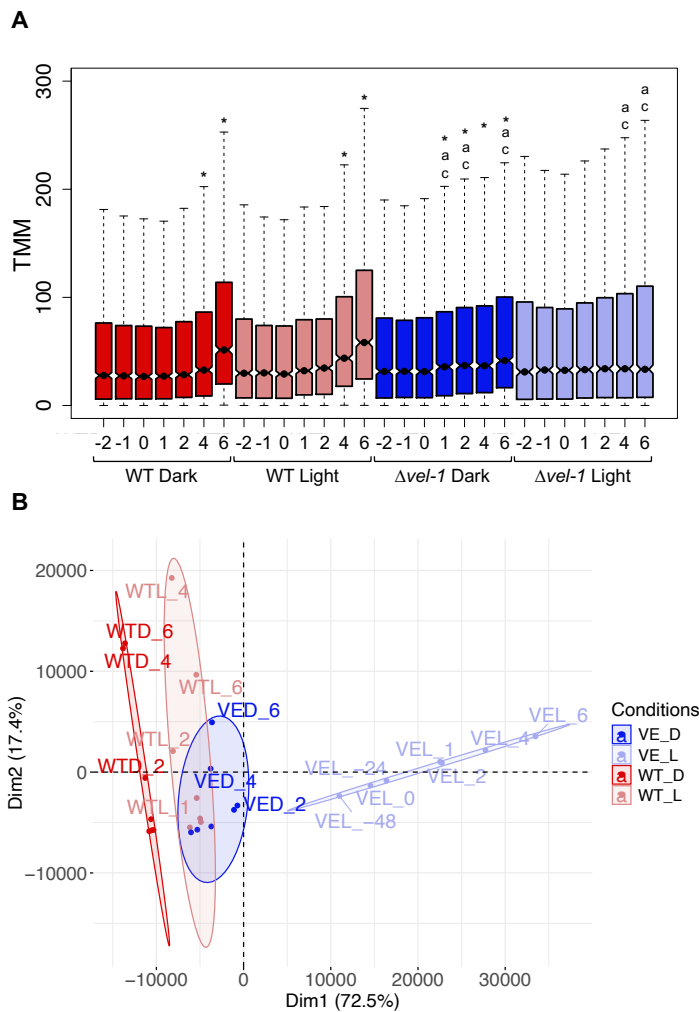 A
TMM
300
200
100
0
* * * * * a c * a c * * a c a c a c
-2 -1 0 1 2 4 6 -2 -1 0 1 2 4 6 -2 -1 0 1 2 4 6 -2 -1 0 1 2 4 6
WT Dark WT Light Δvel-1 Dark Δvel-1 Light
B
Dim2 (17.4%)
20000
10000
0
−10000
WTL_4
WTD_6
WTD_4
WTL_6
VED_6
VEL_6
WTL_2
VEL_1 VEL_4
WTD_2
VEL_−24
VED_4
VEL_2
WTL_1
VED_2
VEL_0
VEL_−48
−10000 0 10000 20000 30000
Dim1 (72.5%)
Conditions
a VE_D
a VE_L
a WT_D
a WT_L